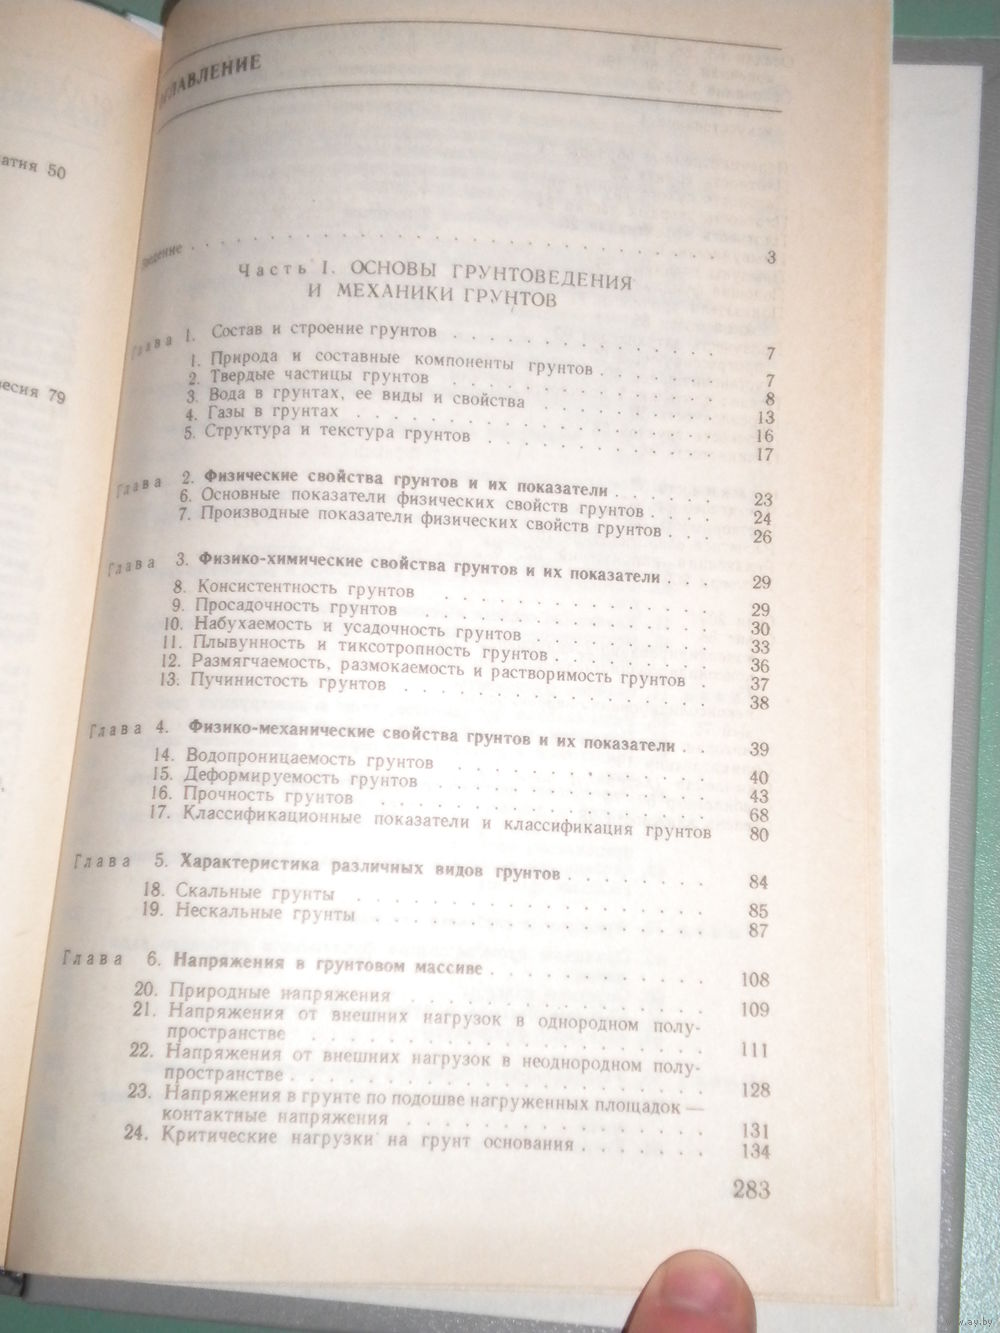 атия 50
есия 79
ГЛАВЛЕНИЕ
Введение . . . 3
Часть I. ОСНОВЫ ГРУНТОВЕДЕНИЯ
И МЕХАНИКИ ГРУНТОВ
Глава 1. Состав и строение грунтов . . . 7
1. Природа и составные компоненты грунтов . . . 7
2. Твердые частицы грунтов . . . 8
3. Вода в грунтах, ее виды и свойства . . . 13
4. Газы в грунтах . . . 16
5. Структура и текстура грунтов . . . 17
Глава 2. Физические свойства грунтов и их показатели . . . 23
6. Основные показатели физических свойств грунтов . . . 24
7. Производные показатели физических свойств грунтов . . . 26
Глава 3. Физико-химические свойства грунтов и их показатели . . . 29
8. Консистентность грунтов . . . 29
9. Просадочность грунтов . . . 30
10. Набухаемость и усадочность грунтов . . . 33
11. Плывунность и тиксотропность грунтов . . . 36
12. Размягчаемость, размокаемость и растворимость грунтов . 37
13. Пучинистость грунтов . . . 38
Глава 4. Физико-механические свойства грунтов и их показатели . . 39
14. Водопроницаемость грунтов . . . 40
15. Деформируемость грунтов . . . 43
16. Прочность грунтов . . . 68
17. Классификационные показатели и классификация грунтов 80
Глава 5. Характеристика различных видов грунтов . . . 84
18. Скальные грунты . . . 85
19. Нескальные грунты . . . 87
Глава 6. Напряжения в грунтовом массиве . . . 108
20. Природные напряжения . . . 109
21. Напряжения от внешних нагрузок в однородном полу-
пространстве . . . 111
22. Напряжения от внешних нагрузок в неоднородном полу-
пространстве . . . 128
23. Напряжения в грунте по подошве нагруженных площадок —
контактные напряжения . . . 131
24. Критические нагрузки на грунт основания . . . 134
283
www.ay.by